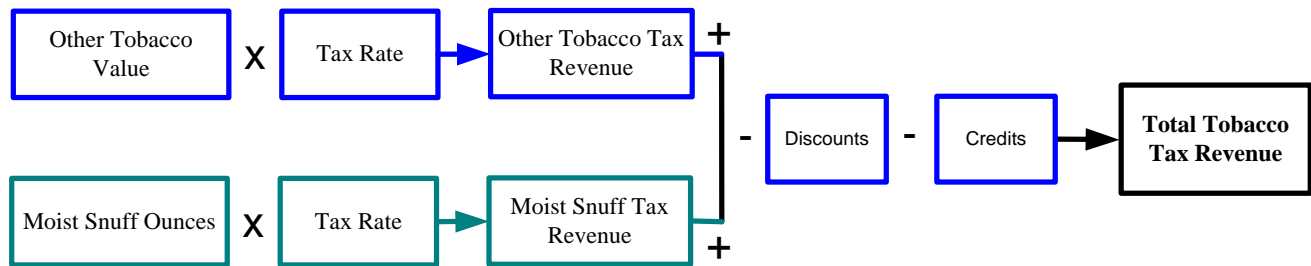 Other Tobacco
Value
X
Tax Rate
Other Tobacco Tax
Revenue
+
-
Discounts
-
Credits
Total Tobacco
Tax Revenue
Moist Snuff Ounces
X
Tax Rate
Moist Snuff Tax
Revenue
+